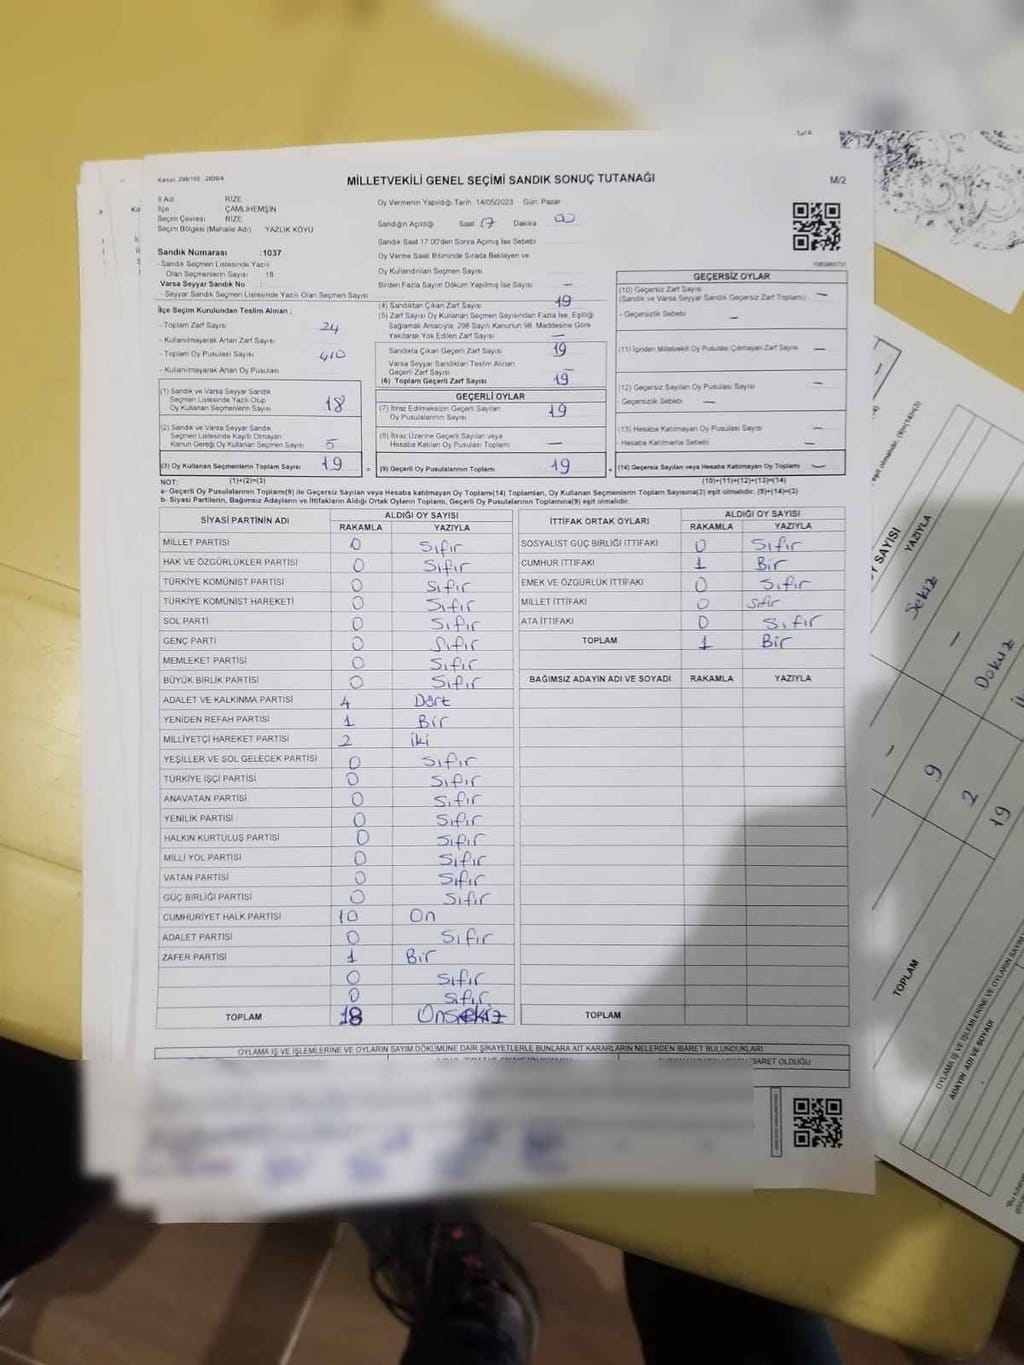 MİLLETVEKİLİ GENEL SEÇİMİ SANDIK SONUÇ TUTANAĞI
M/2
İl Adı RİZE
İlçe ÇAMLIHEMŞİN
Seçim Çevresi RİZE
Seçim Bölgesi (Mahalle Adı) YAZLIK KÖYÜ
Oy Vermenin Yapıldığı Tarih :14/05/2023 Gün: Pazar
Sandığın Açıldığı Saat 17 Dakika 00
Sandık Saat 17.00'den Sonra Açılmış İse Sebebi
Oy Verme Saati Bitiminde Sırada Bekleyen ve
Oy Kullandırılan Seçmen Sayısı
Birden Fazla Sayım Döküm Yapılmış İse Sayısı —
Sandık Numarası :1037
- Sandık Seçmen Listesinde Yazılı
Olan Seçmenlerin Sayısı 18
Varsa Seyyar Sandık No :
- Seyyar Sandık Seçmen Listesinde Yazılı Olan Seçmen Sayısı
İlçe Seçim Kurulundan Teslim Alınan :
- Toplam Zarf Sayısı 24
- Kullanılmayarak Artan Zarf Sayısı
- Toplam Oy Pusulası Sayısı 410
- Kullanılmayarak Artan Oy Pusulası
(1) Sandık ve Varsa Seyyar Sandık
Seçmen Listesinde Yazılı Olup
Oy Kullanan Seçmenlerin Sayısı 18
(2) Sandık ve Varsa Seyyar Sandık
Seçmen Listesinde Kayıtlı Olmayan
Kanun Gereği Oy Kullanan Seçmen Sayısı 5
(3) Oy Kullanan Seçmenlerin Toplam Sayısı 19
(4) Sandıktan Çıkan Zarf Sayısı 19
(5) Zarf Sayısı Oy Kullanan Seçmen Sayısından Fazla İse, Eşitliği
Sağlamak Amacıyla; 298 Sayılı Kanunun 98. Maddesine Göre
Yakılarak Yok Edilen Zarf Sayısı —
Sandıkta Çıkan Geçerli Zarf Sayısı 19
Varsa Seyyar Sandıktan Teslim Alınan
Geçerli Zarf Sayısı —
(6) Toplam Geçerli Zarf Sayısı 19
GEÇERLİ OYLAR
(7) İtiraz Edilmeksizin Geçerli Sayılan
Oy Pusulalarının Sayısı 19
(8) İtiraz Üzerine Geçerli Sayılan veya
Hesaba Katılan Oy Pusulası Toplamı —
= (9) Geçerli Oy Pusulalarının Toplamı 19
GEÇERSİZ OYLAR
(10) Geçersiz Zarf Sayısı —
(Sandık ve Varsa Seyyar Sandık Geçersiz Zarf Toplamı)
- Geçersizlik Sebebi —
(11) İçinden Milletvekili Oy Pusulası Çıkmayan Zarf Sayısı —
(12) Geçersiz Sayılan Oy Pusulası Sayısı —
- Geçersizlik Sebebi —
(13) Hesaba Katılmayan Oy Pusulası Sayısı —
- Hesaba Katılmama Sebebi —
+ (14) Geçersiz Sayılan veya Hesaba Katılmayan Oy Toplamı —
NOT: (1)+(2)=(3) (10)+(11)+(12)+(13)=(14)
a- Geçerli Oy Pusulalarının Toplamı(9) ile Geçersiz Sayılan veya Hesaba katılmayan Oy Toplamı(14) Toplamları, Oy Kullanan Seçmenlerin Toplam Sayısına(3) eşit olmalıdır. (9)+(14)=(3)
b- Siyasi Partilerin, Bağımsız Adayların ve İttifakların Aldığı Ortak Oyların Toplamı, Geçerli Oy Pusulalarının Toplamına(9) eşit olmalıdır.
SİYASİ PARTİNİN ADI ALDIĞI OY SAYISI
RAKAMLA YAZIYLA
MİLLET PARTİSİ 0 Sıfır
HAK VE ÖZGÜRLÜKLER PARTİSİ 0 Sıfır
TÜRKİYE KOMÜNİST PARTİSİ 0 Sıfır
TÜRKİYE KOMÜNİST HAREKETİ 0 Sıfır
SOL PARTİ 0 Sıfır
GENÇ PARTİ 0 Sıfır
MEMLEKET PARTİSİ 0 Sıfır
BÜYÜK BİRLİK PARTİSİ 0 Sıfır
ADALET VE KALKINMA PARTİSİ 4 Dört
YENİDEN REFAH PARTİSİ 1 Bir
MİLLİYETÇİ HAREKET PARTİSİ 2 İki
YEŞİLLER VE SOL GELECEK PARTİSİ 0 Sıfır
TÜRKİYE İŞÇİ PARTİSİ 0 Sıfır
ANAVATAN PARTİSİ 0 Sıfır
YENİLİK PARTİSİ 0 Sıfır
HALKIN KURTULUŞ PARTİSİ 0 Sıfır
MİLLİ YOL PARTİSİ 0 Sıfır
VATAN PARTİSİ 0 Sıfır
GÜÇ BİRLİĞİ PARTİSİ 0 Sıfır
CUMHURİYET HALK PARTİSİ 10 On
ADALET PARTİSİ 0 Sıfır
ZAFER PARTİSİ 1 Bir
0 Sıfır
0 Sıfır
TOPLAM 18 Onsekiz
İTTİFAK ORTAK OYLARI ALDIĞI OY SAYISI
RAKAMLA YAZIYLA
SOSYALİST GÜÇ BİRLİĞİ İTTİFAKI 0 Sıfır
CUMHUR İTTİFAKI 1 Bir
EMEK VE ÖZGÜRLÜK İTTİFAKI 0 Sıfır
MİLLET İTTİFAKI 0 Sıfır
ATA İTTİFAKI 0 Sıfır
TOPLAM 1 Bir
BAĞIMSIZ ADAYIN ADI VE SOYADI RAKAMLA YAZIYLA
TOPLAM
OYLAMA İŞ VE İŞLEMLERİNE VE OYLARIN SAYIM DÖKÜMÜNE DAİR ŞİKAYETLERLE BUNLARA AİT KARARLARIN NELERDEN İBARET BULUNDUKLARI
OY SAYISI
YAZIYLA
Sekiz
—
9 Dokuz
2
19
TOPLAM
OYLAMA İŞ VE İŞLEMLERİNE VE OYLARIN SAYIM
ADAYIN ADI VE SOYADI